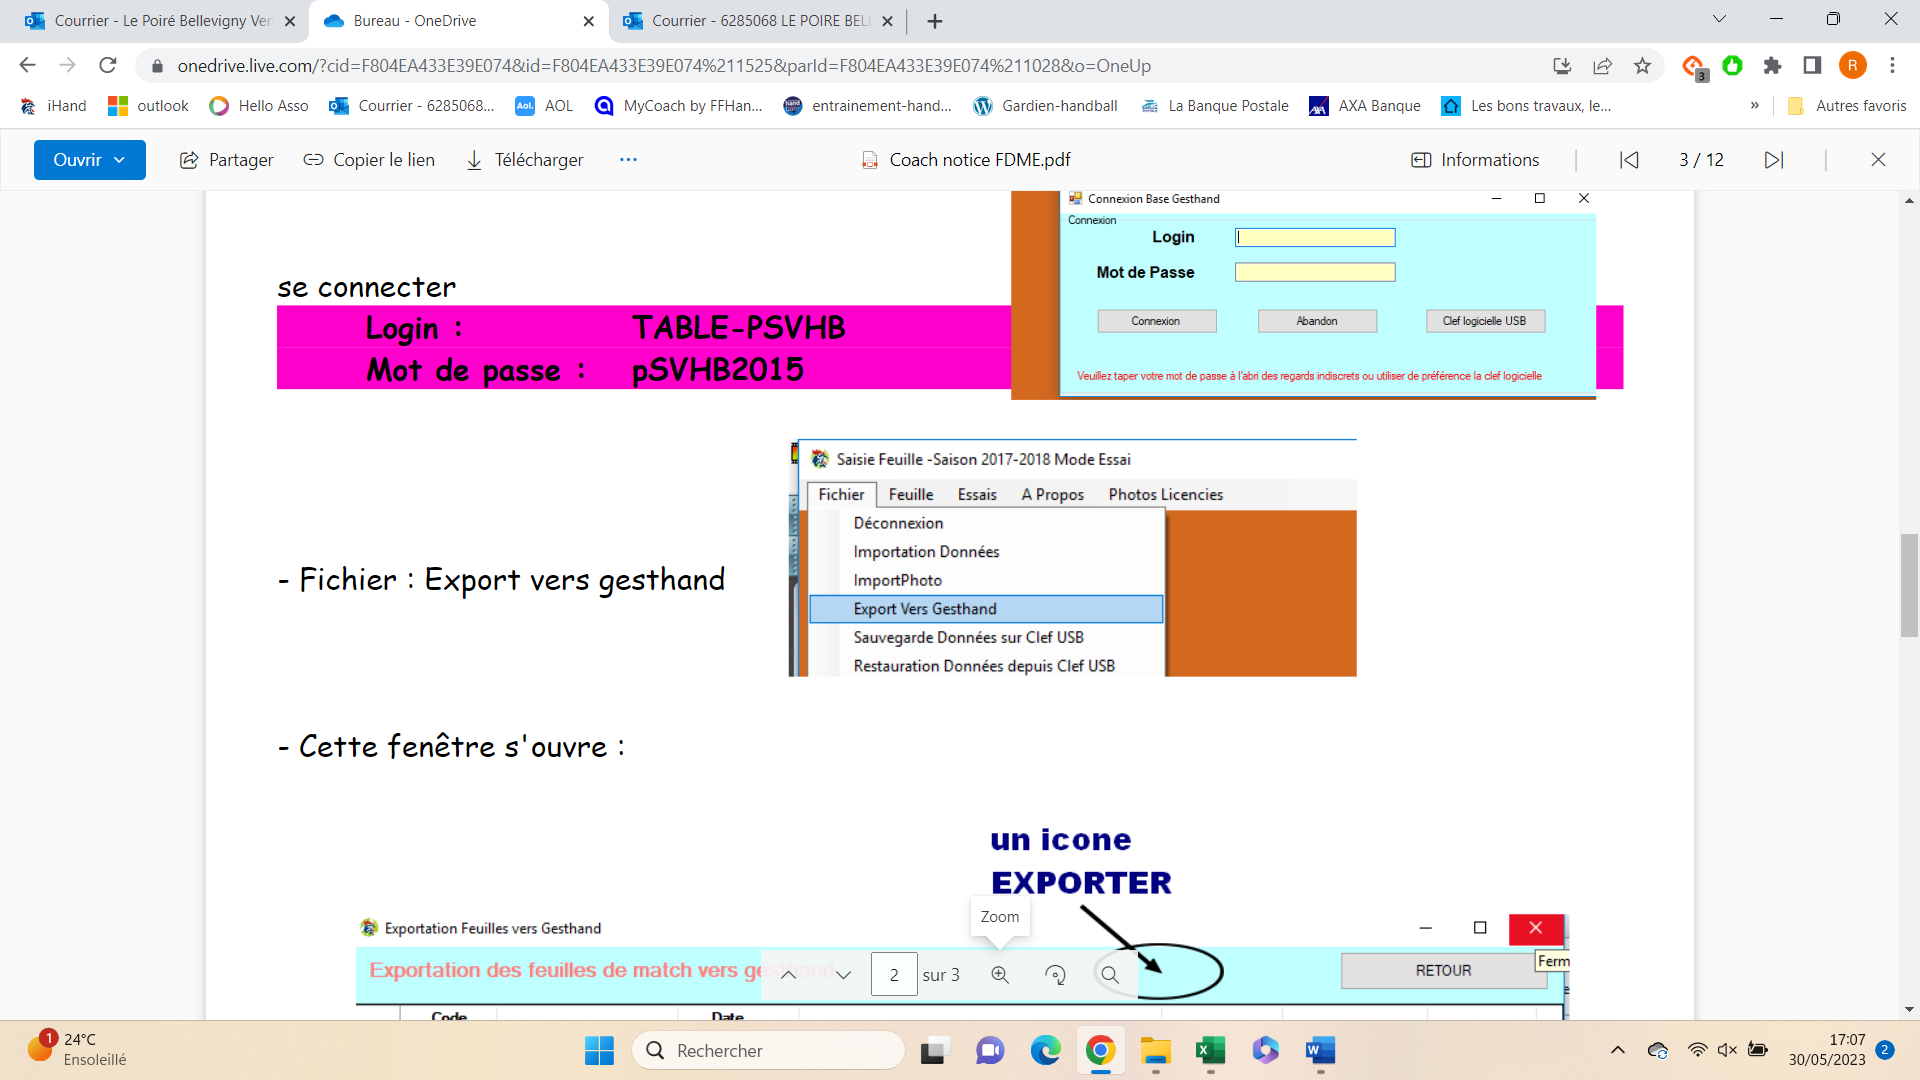 Courrier - Le Poiré Bellevigny Ven
Bureau - OneDrive
Courrier - 6285068 LE POIRE BEL
onedrive.live.com/?cid=F804EA433E39E074&id=F804EA433E39E074%211525&parId=F804EA433E39E074%211028&o=OneUp
3
R
iHand
outlook
Hello Asso
Courrier - 6285068...
Aol.
AOL
MyCoach by FFHan...
entrainement-hand...
Gardien-handball
La Banque Postale
AXA Banque
Les bons travaux, le...
»
Autres favoris
Ouvrir
Partager
Copier le lien
Télécharger
...
Coach notice FDME.pdf
Informations
3 / 12
Connexion Base Gesthand
Connexion
Login
Mot de Passe
Connexion
Abandon
Clef logicielle USB
Veuillez taper votre mot de passe à l'abri des regards indiscrets ou utiliser de préférence la clef logicielle
se connecter
Login : TABLE-PSVHB
Mot de passe : pSVHB2015
Saisie Feuille -Saison 2017-2018 Mode Essai
Fichier Feuille Essais A Propos Photos Licencies
Déconnexion
Importation Données
ImportPhoto
Export Vers Gesthand
Sauvegarde Données sur Clef USB
Restauration Données depuis Clef USB
- Fichier : Export vers gesthand
- Cette fenêtre s'ouvre :
un icone
EXPORTER
Zoom
Exportation Feuilles vers Gesthand
Exportation des feuilles de match vers gesthand
2 sur 3
RETOUR
Ferm
Code
Date
1
24°C
Ensoleillé
Rechercher
17:07
30/05/2023
2